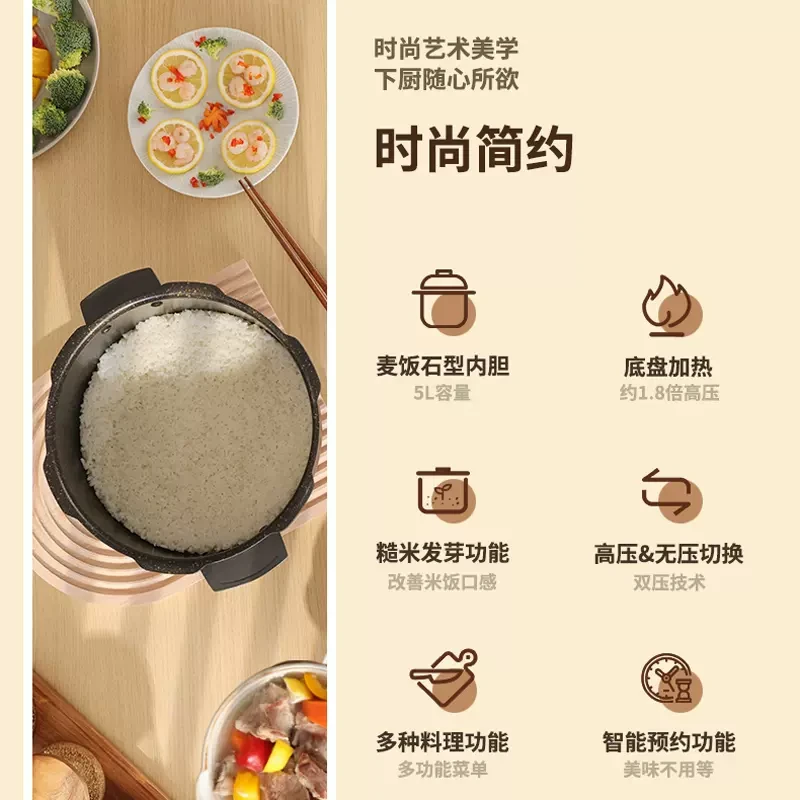 时尚艺术美学
下厨随心所欲
时尚简约
麦饭石型内胆
5L容量
底盘加热
约1.8倍高压
糙米发芽功能
改善米饭口感
高压&无压切换
双压技术
多种料理功能
多功能菜单
智能预约功能
美味不用等